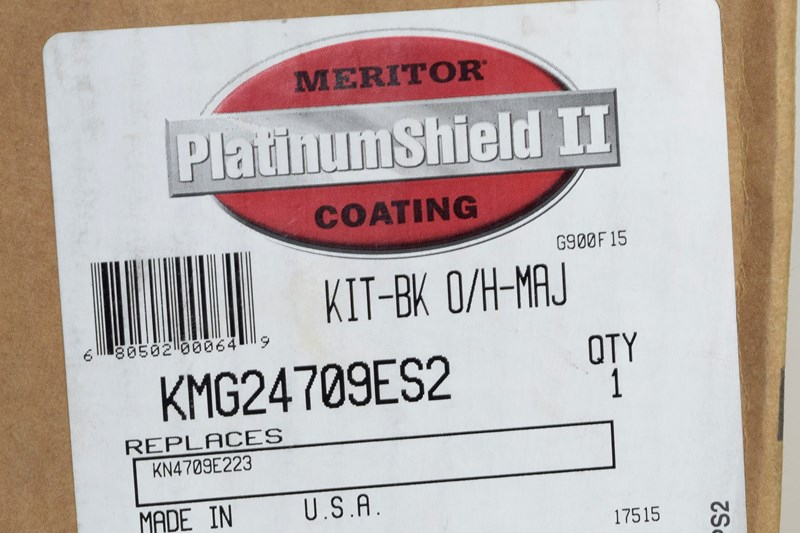 MERITOR
PlatinumShield II
COATING
G900F15
KIT-BK O/H-MAJ
6 80502 00064 9
QTY
KMG24709ES2
1
REPLACES
KN4709E223
MADE IN U.S.A.
17515
PS2